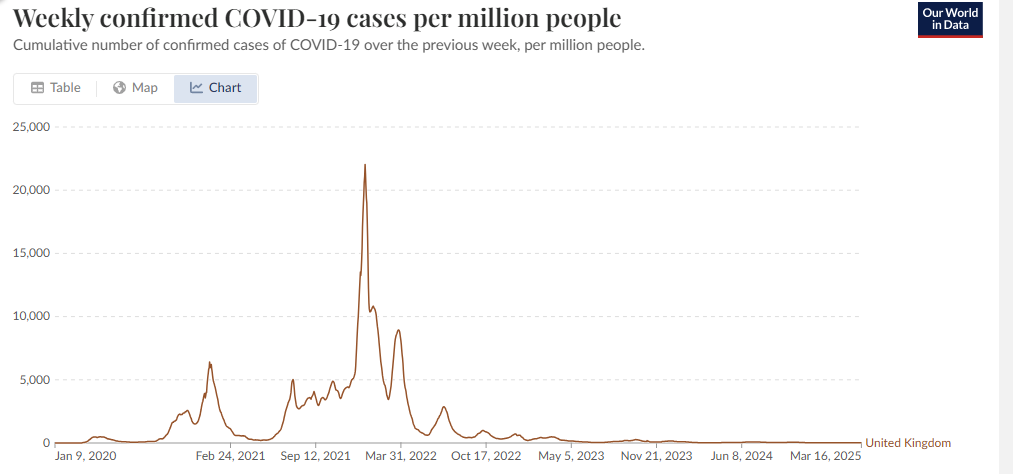 Weekly confirmed COVID-19 cases per million people
Our World
in Data
Cumulative number of confirmed cases of COVID-19 over the previous week, per million people.
Table Map Chart
25,000
20,000
15,000
10,000
5,000
0
United Kingdom
Jan 9, 2020 Feb 24, 2021 Sep 12, 2021 Mar 31, 2022 Oct 17, 2022 May 5, 2023 Nov 21, 2023 Jun 8, 2024 Mar 16, 2025